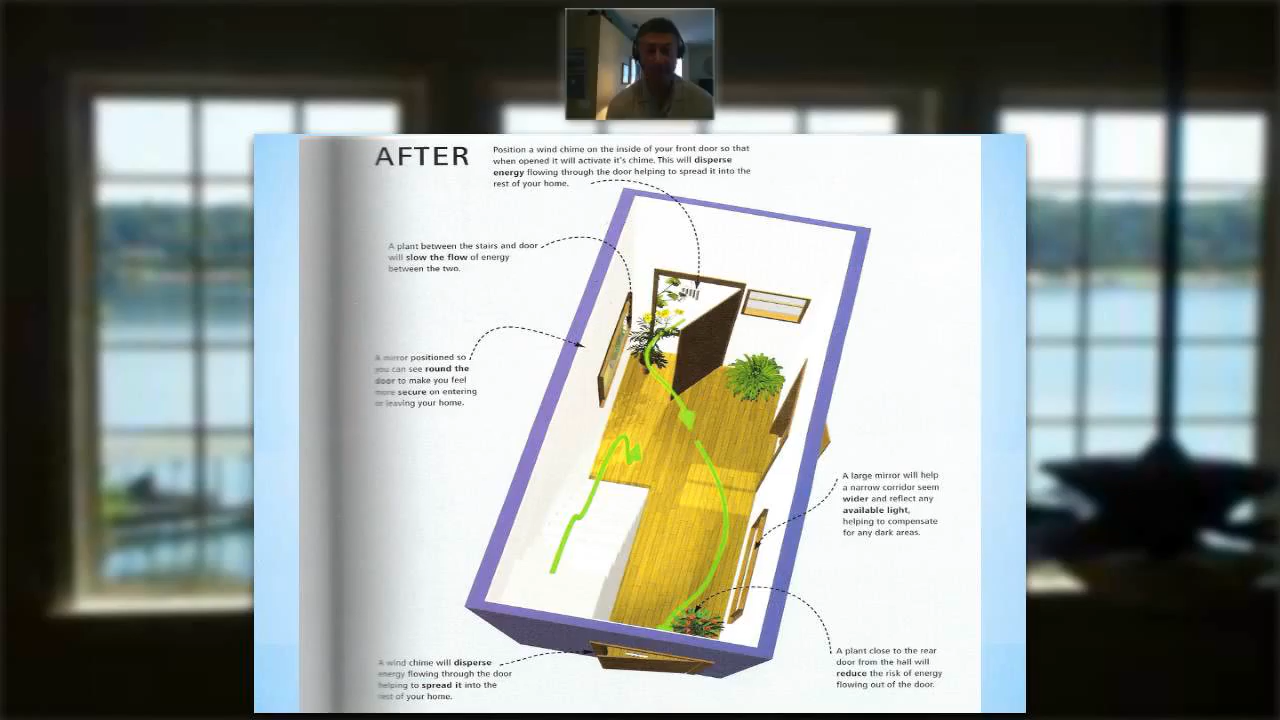 AFTER
Position a wind chime on the inside of your front door so that
when opened it will activate it's chime. This will disperse
energy flowing through the door helping to spread it into the
rest of your home.
A plant between the stairs and door
will slow the flow of energy
between the two.
A mirror positioned so
you can see round the
door to make you feel
more secure on entering
or leaving your home.
A large mirror will help
a narrow corridor seem
wider and reflect any
available light,
helping to compensate
for any dark areas.
A plant close to the rear
door from the hall will
reduce the risk of energy
flowing out of the door.
A wind chime will disperse
energy flowing through the door
helping to spread it into the
rest of your home.